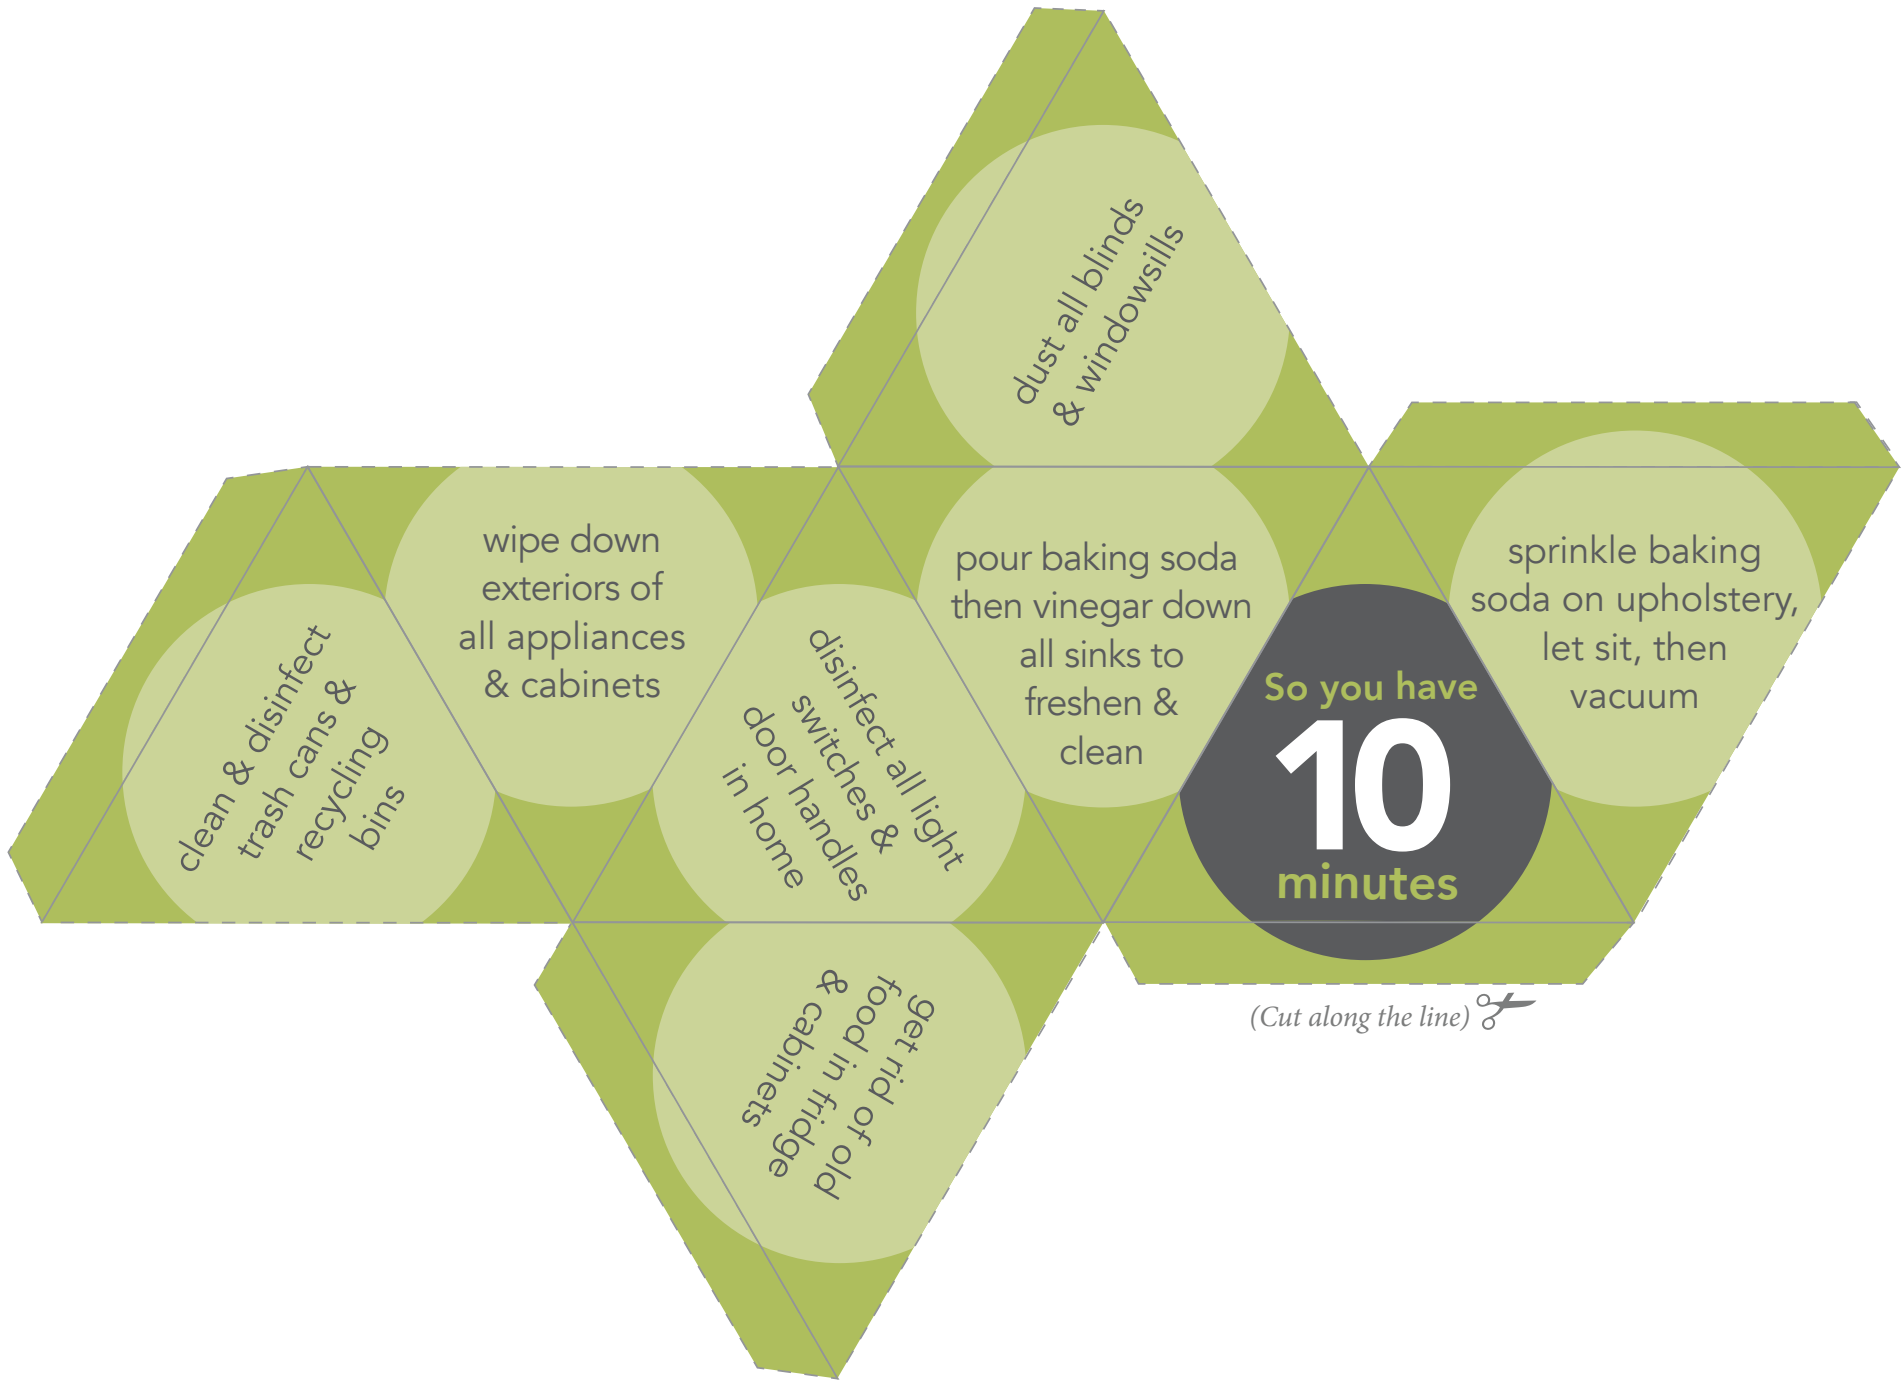 dust all blinds
& windowsills
clean & disinfect
trash cans &
recycling
bins
wipe down
exteriors of
all appliances
& cabinets
disinfect all light
switches &
door handles
in home
pour baking soda
then vinegar down
all sinks to
freshen &
clean
So you have
10
minutes
sprinkle baking
soda on upholstery,
let sit, then
vacuum
get rid of old
food in fridge
& cabinets
(Cut along the line)